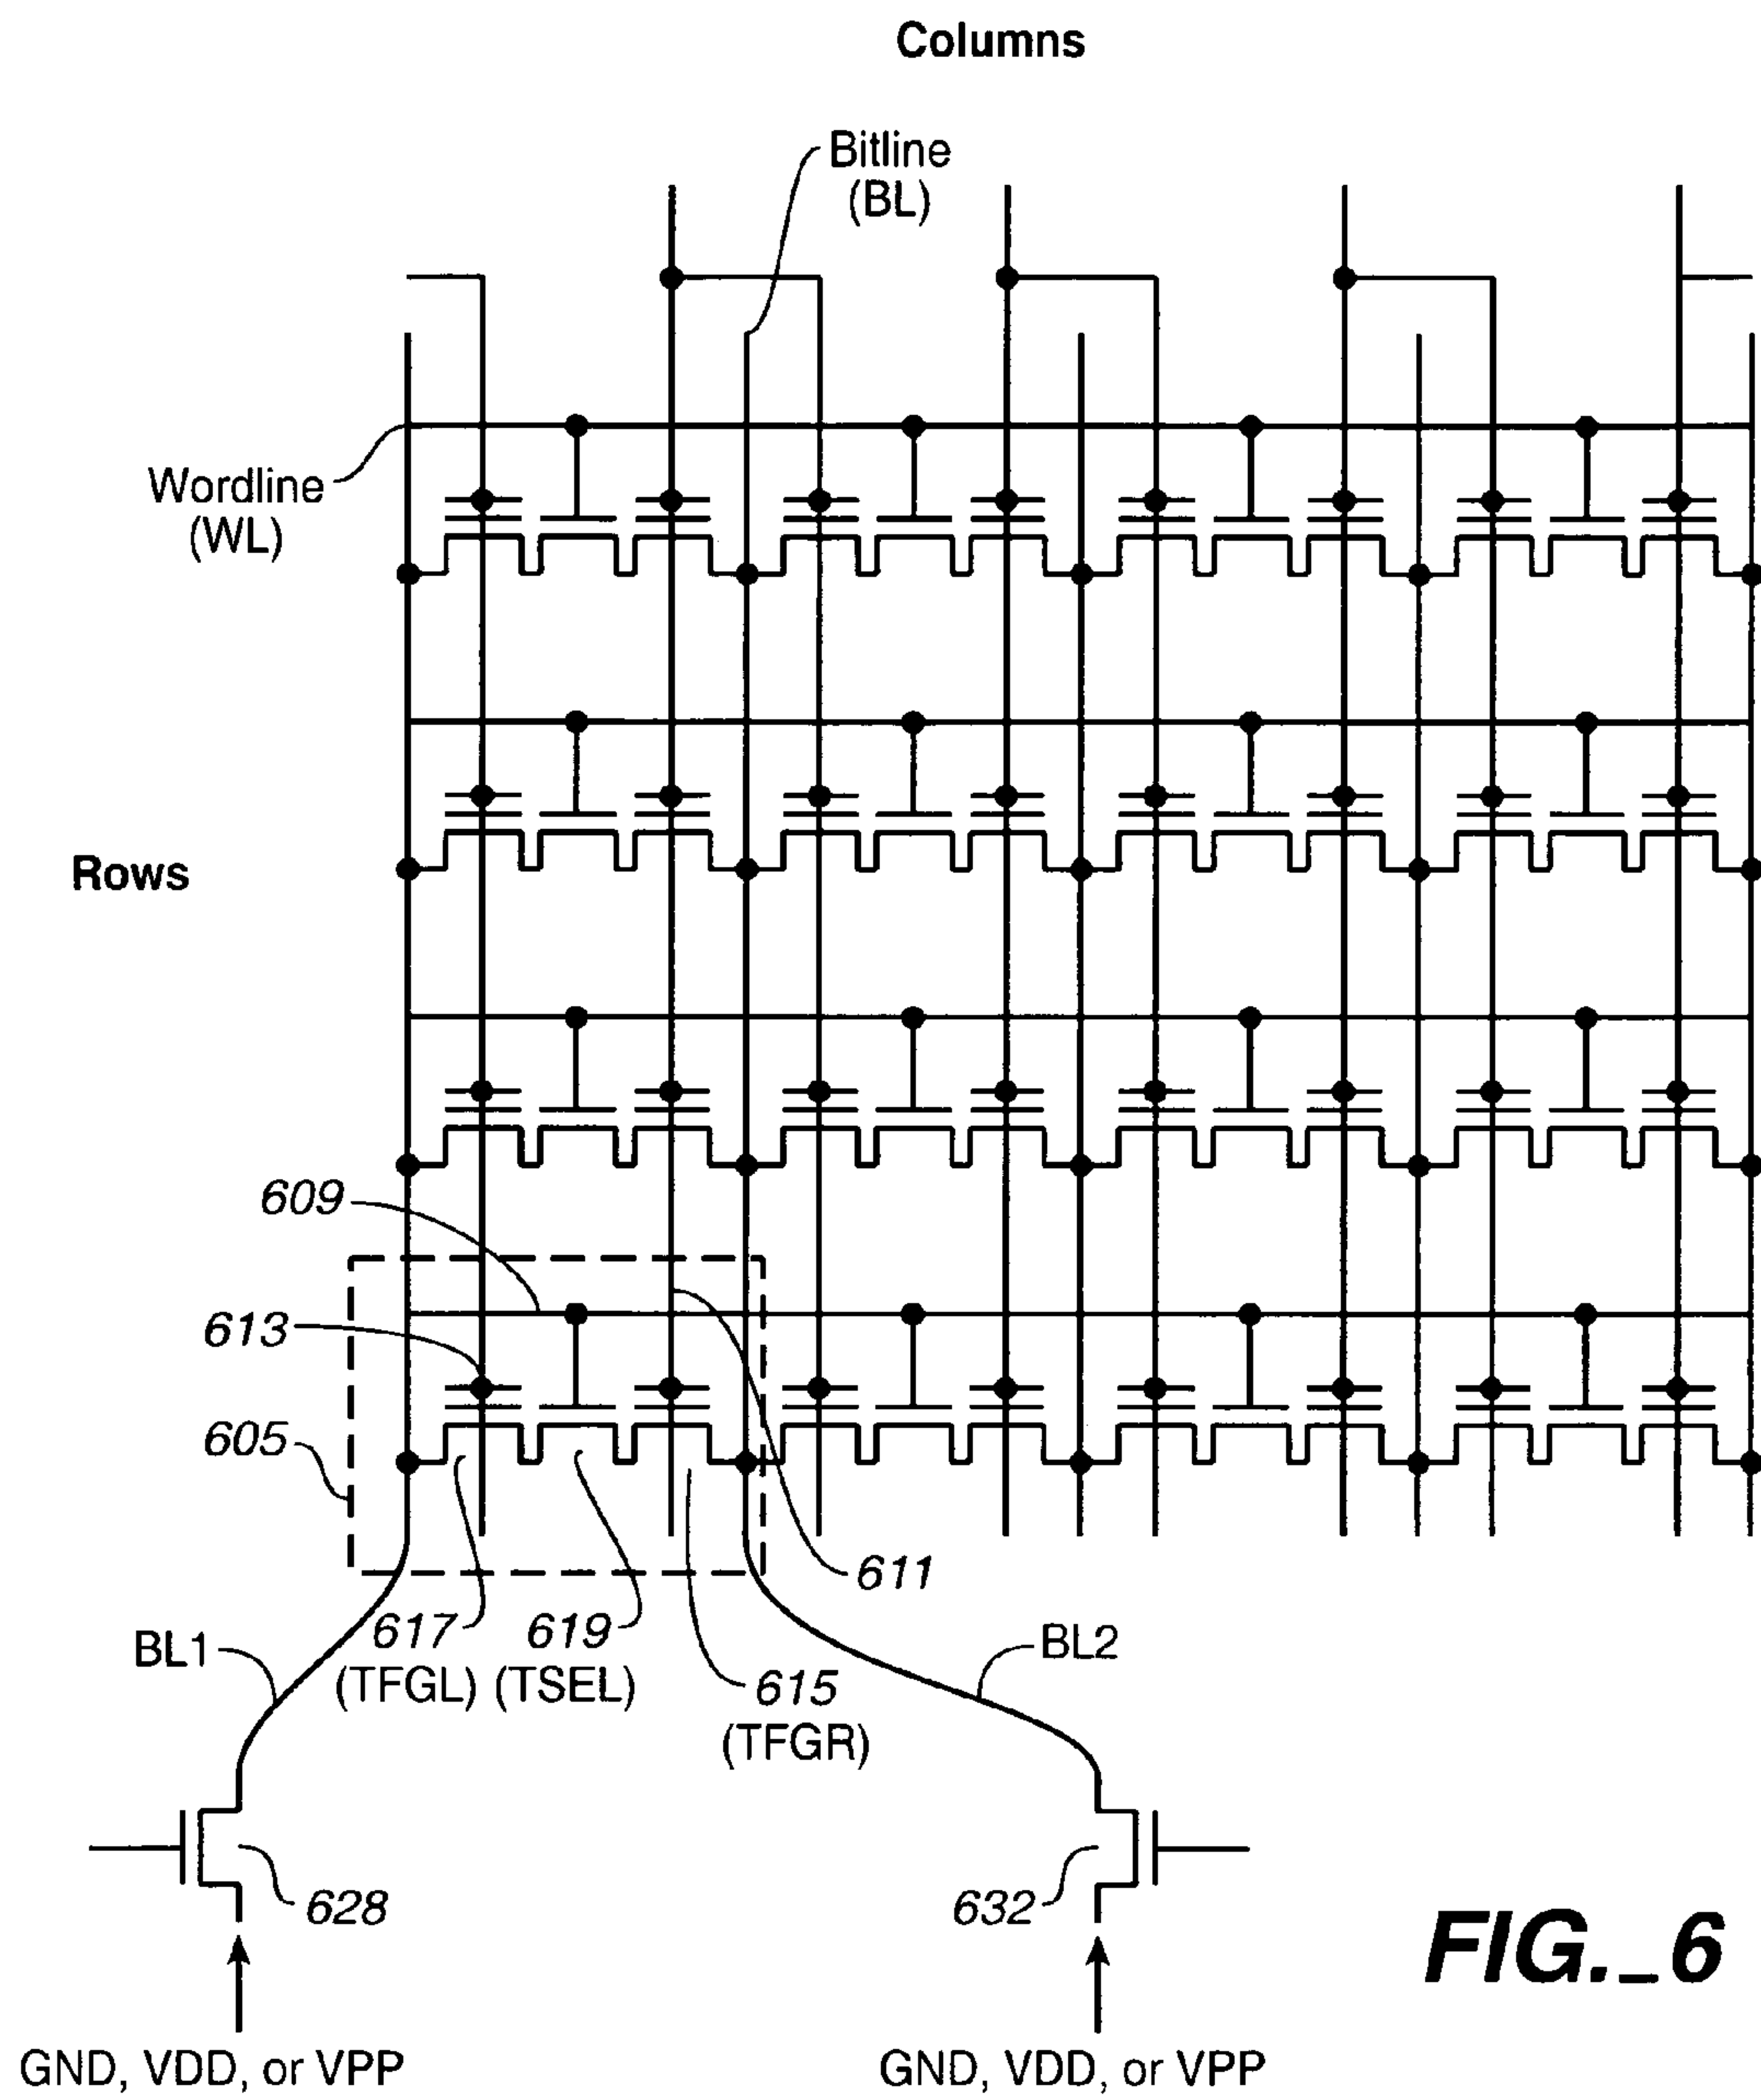 Columns
Bitline
(BL)
Wordline
(WL)
Rows
609
613
605
611
617
619
(TFGL) (TSEL)
615
(TFGR)
BL1
BL2
628
632
GND, VDD, or VPP
GND, VDD, or VPP
FIG._6